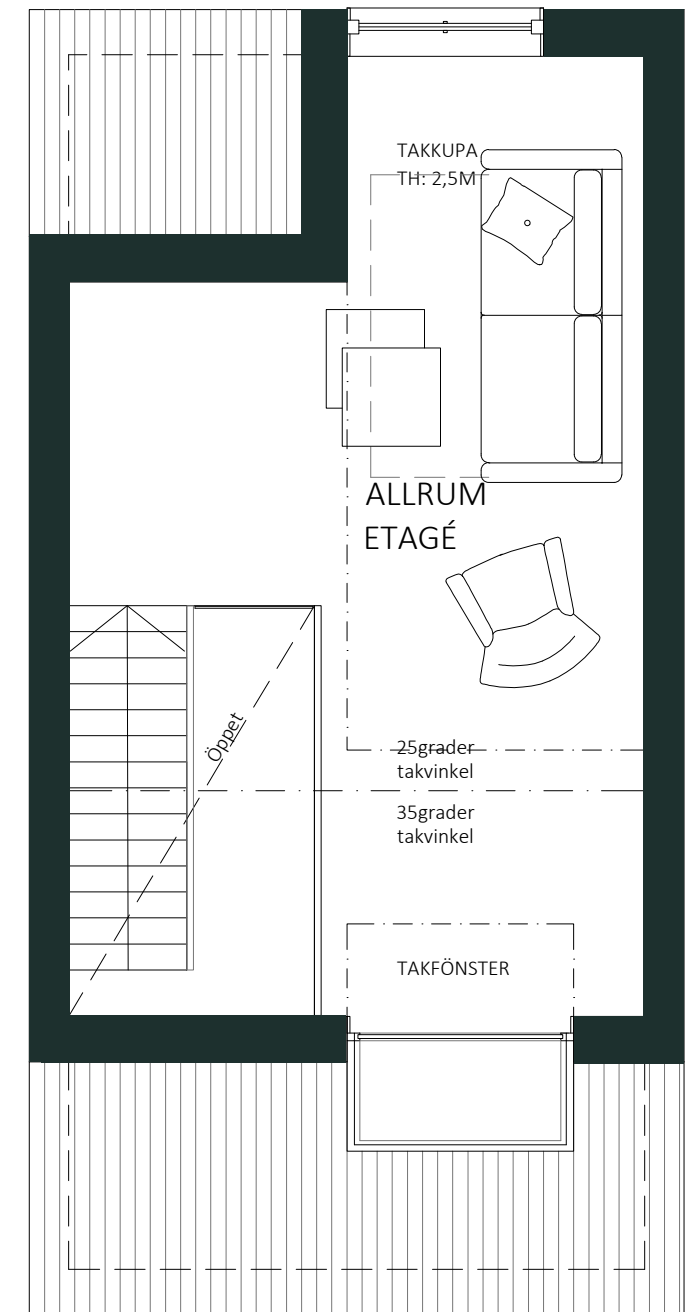 TAKKUPA
TH: 2,5M
ALLRUM
ETAGÉ
Öppet
25grader
takvinkel
35grader
takvinkel
TAKFÖNSTER